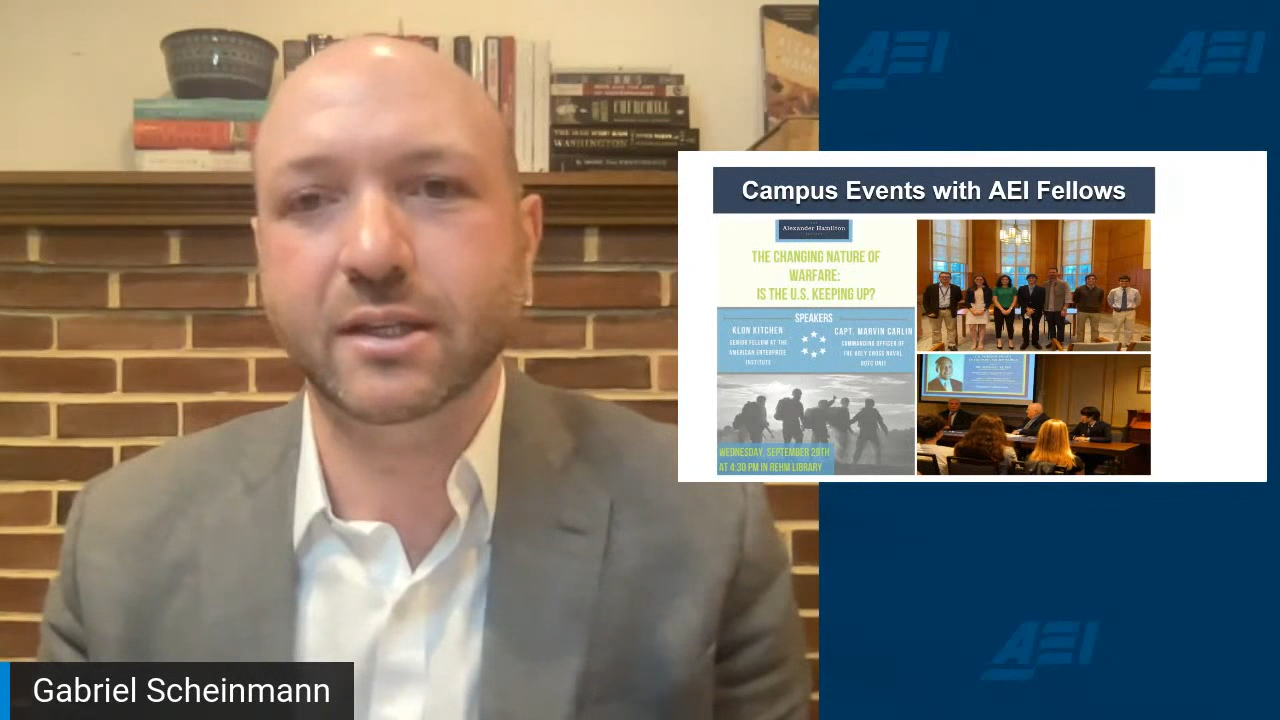 AEI
AEI
CHURCHILL
WASHINGTON
Campus Events with AEI Fellows
Alexander Hamilton
THE CHANGING NATURE OF
WARFARE:
IS THE U.S. KEEPING UP?
SPEAKERS
KLON KITCHEN
SENIOR FELLOW AT THE
AMERICAN ENTERPRISE
INSTITUTE
CAPT. MARVIN CARLIN
COMMANDING OFFICER OF
THE HOLY CROSS NAVAL
ROTC UNIT
WEDNESDAY, SEPTEMBER
AT 4:30 PM IN REHM LIBRARY
AEI
Gabriel Scheinmann